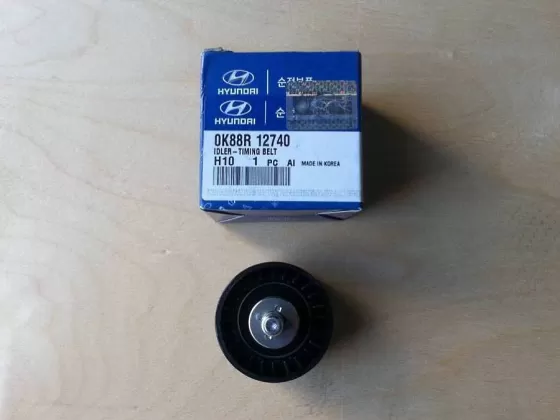 HYUNDAI 순정부품
HYUNDAI 순
0K88R 12740
IDLER-TIMING BELT
H10 1 PC AI MADE IN KOREA